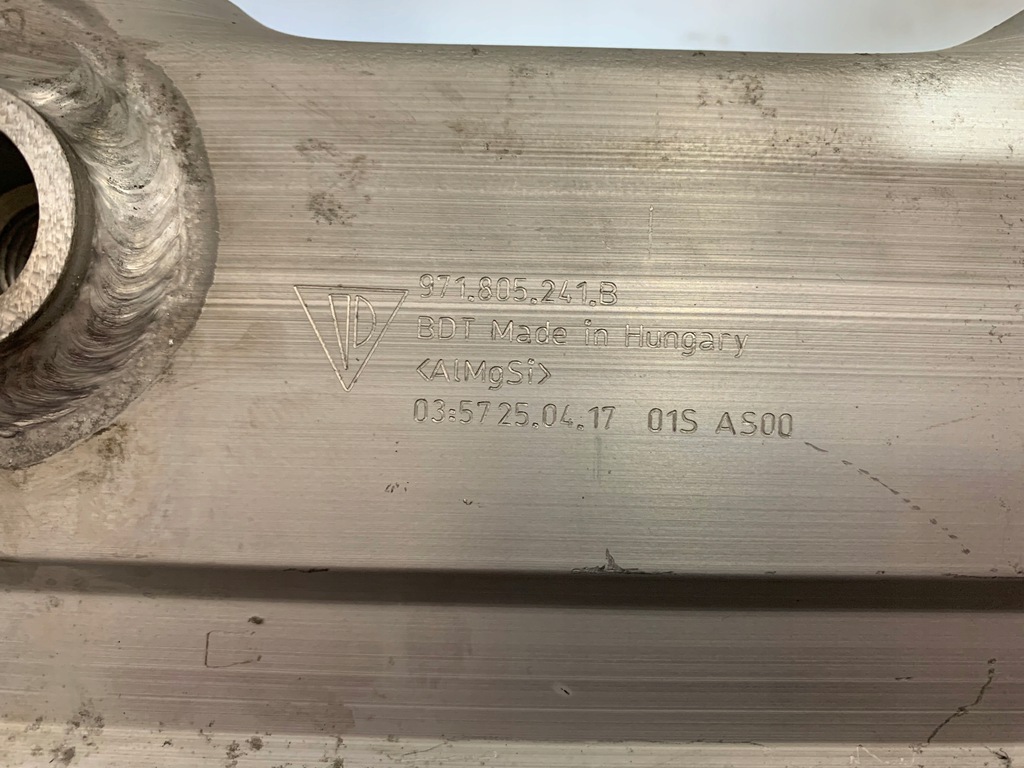 971.805.241.B
BDT Made in Hungary
<AlMgSi>
03:57 25.04.17 01S AS00